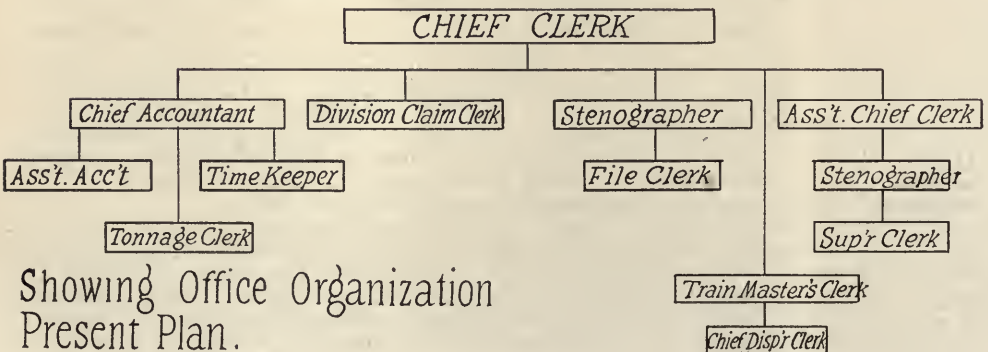 CHIEF CLERK
Chief Accountant
Division Claim Clerk
Stenographer
Ass't. Chief Clerk
Ass't. Acc't
Time Keeper
File Clerk
Stenographer
Tonnage Clerk
Sup'r Clerk
Showing Office Organization
Present Plan.
Train Master's Clerk
Chief Disp'r Clerk